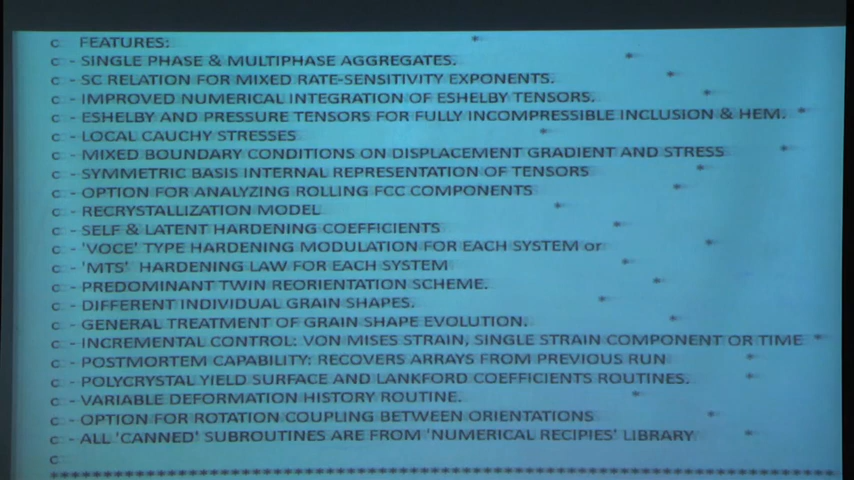 c FEATURES: *
c - SINGLE PHASE & MULTIPHASE AGGREGATES. *
c - SC RELATION FOR MIXED RATE-SENSITIVITY EXPONENTS. *
c - IMPROVED NUMERICAL INTEGRATION OF ESHELBY TENSORS. *
c - ESHELBY AND PRESSURE TENSORS FOR FULLY INCOMPRESSIBLE INCLUSION & HEM. *
c - LOCAL CAUCHY STRESSES *
c - MIXED BOUNDARY CONDITIONS ON DISPLACEMENT GRADIENT AND STRESS *
c - SYMMETRIC BASIS INTERNAL REPRESENTATION OF TENSORS *
c - OPTION FOR ANALYZING ROLLING FCC COMPONENTS *
c - RECRYSTALLIZATION MODEL *
c - SELF & LATENT HARDENING COEFFICIENTS *
c - 'VOCE' TYPE HARDENING MODULATION FOR EACH SYSTEM or *
c - 'MTS' HARDENING LAW FOR EACH SYSTEM *
c - PREDOMINANT TWIN REORIENTATION SCHEME. *
c - DIFFERENT INDIVIDUAL GRAIN SHAPES. *
c - GENERAL TREATMENT OF GRAIN SHAPE EVOLUTION. *
c - INCREMENTAL CONTROL: VON MISES STRAIN, SINGLE STRAIN COMPONENT OR TIME *
c - POSTMORTEM CAPABILITY: RECOVERS ARRAYS FROM PREVIOUS RUN *
c - POLYCRYSTAL YIELD SURFACE AND LANKFORD COEFFICIENTS ROUTINES. *
c - VARIABLE DEFORMATION HISTORY ROUTINE. *
c - OPTION FOR ROTATION COUPLING BETWEEN ORIENTATIONS *
c - ALL 'CANNED' SUBROUTINES ARE FROM 'NUMERICAL RECIPIES' LIBRARY *
c
**********************************************************************